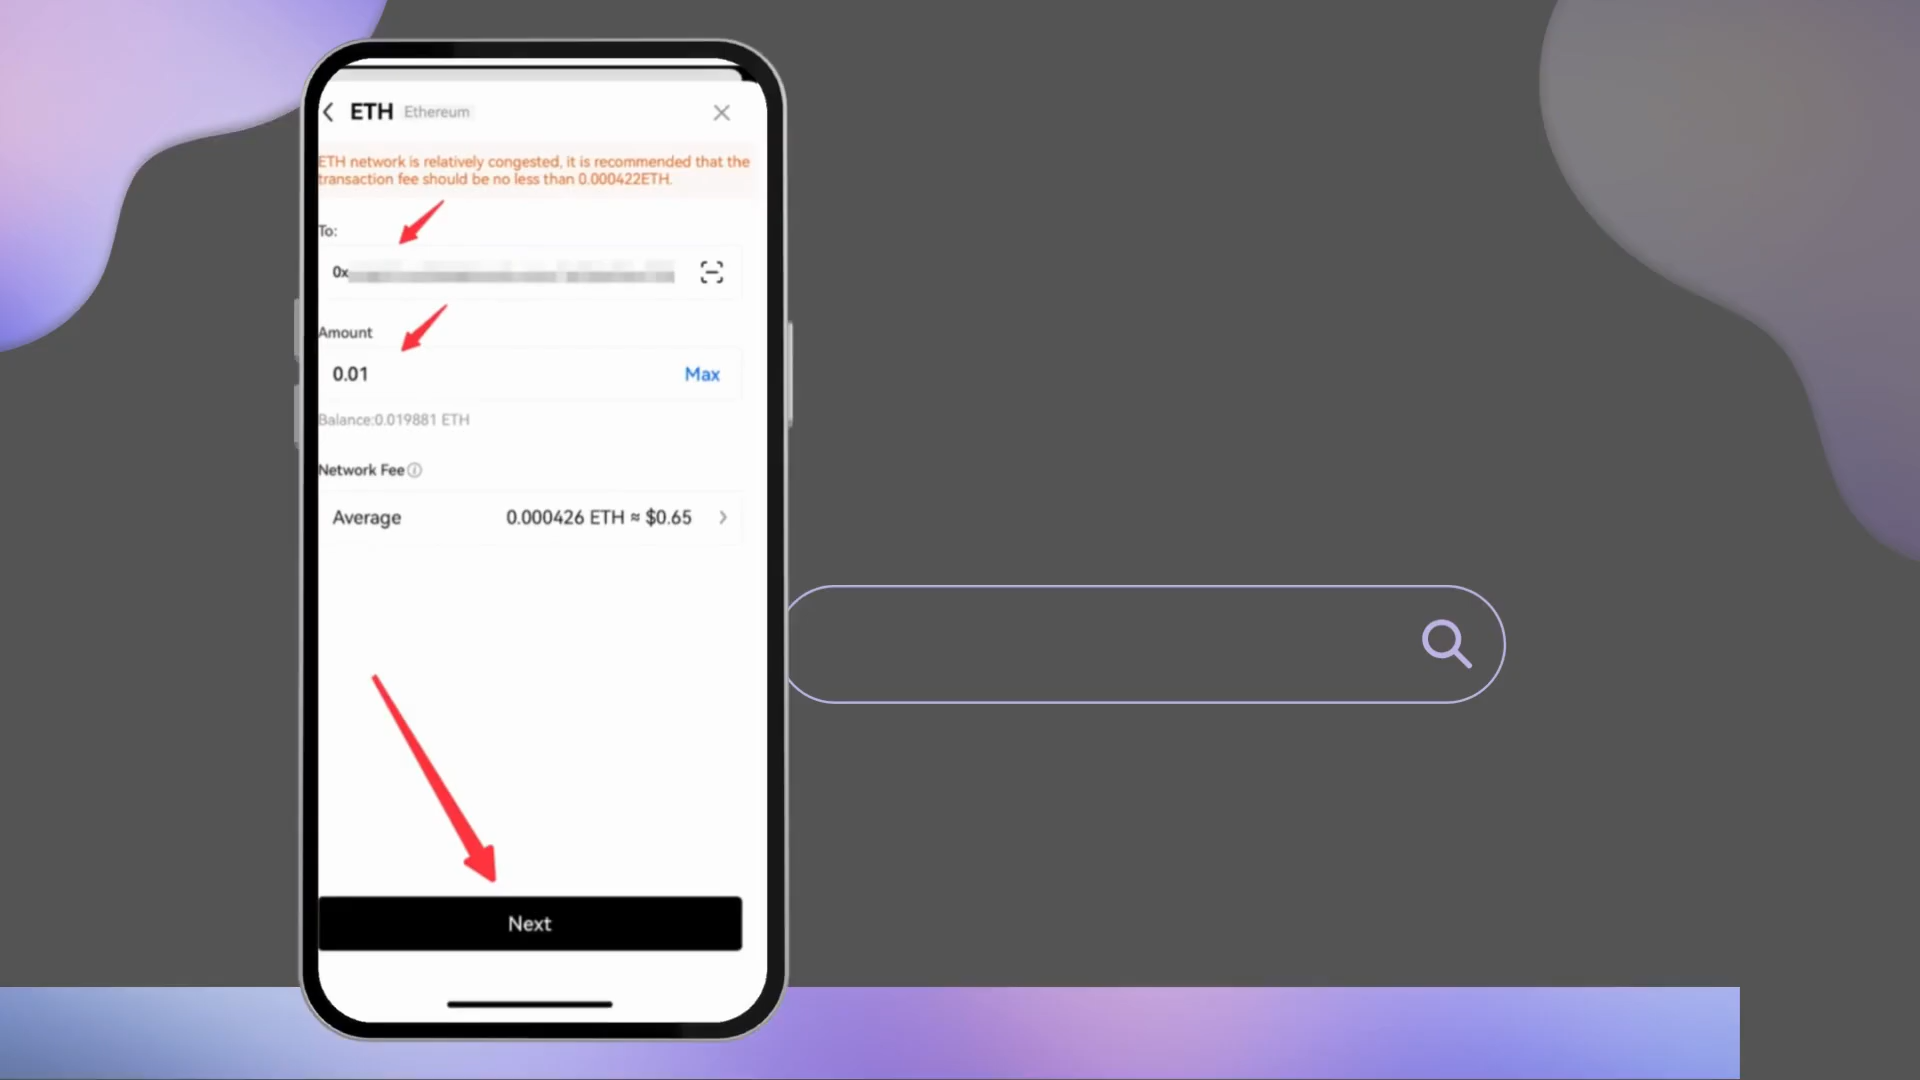 ETH Ethereum
ETH network is relatively congested, it is recommended that the
transaction fee should be no less than 0.000422ETH.
To:
0x
Amount
0.01 Max
Balance:0.019881 ETH
Network Fee
Average 0.000426 ETH ≈ $0.65
Next